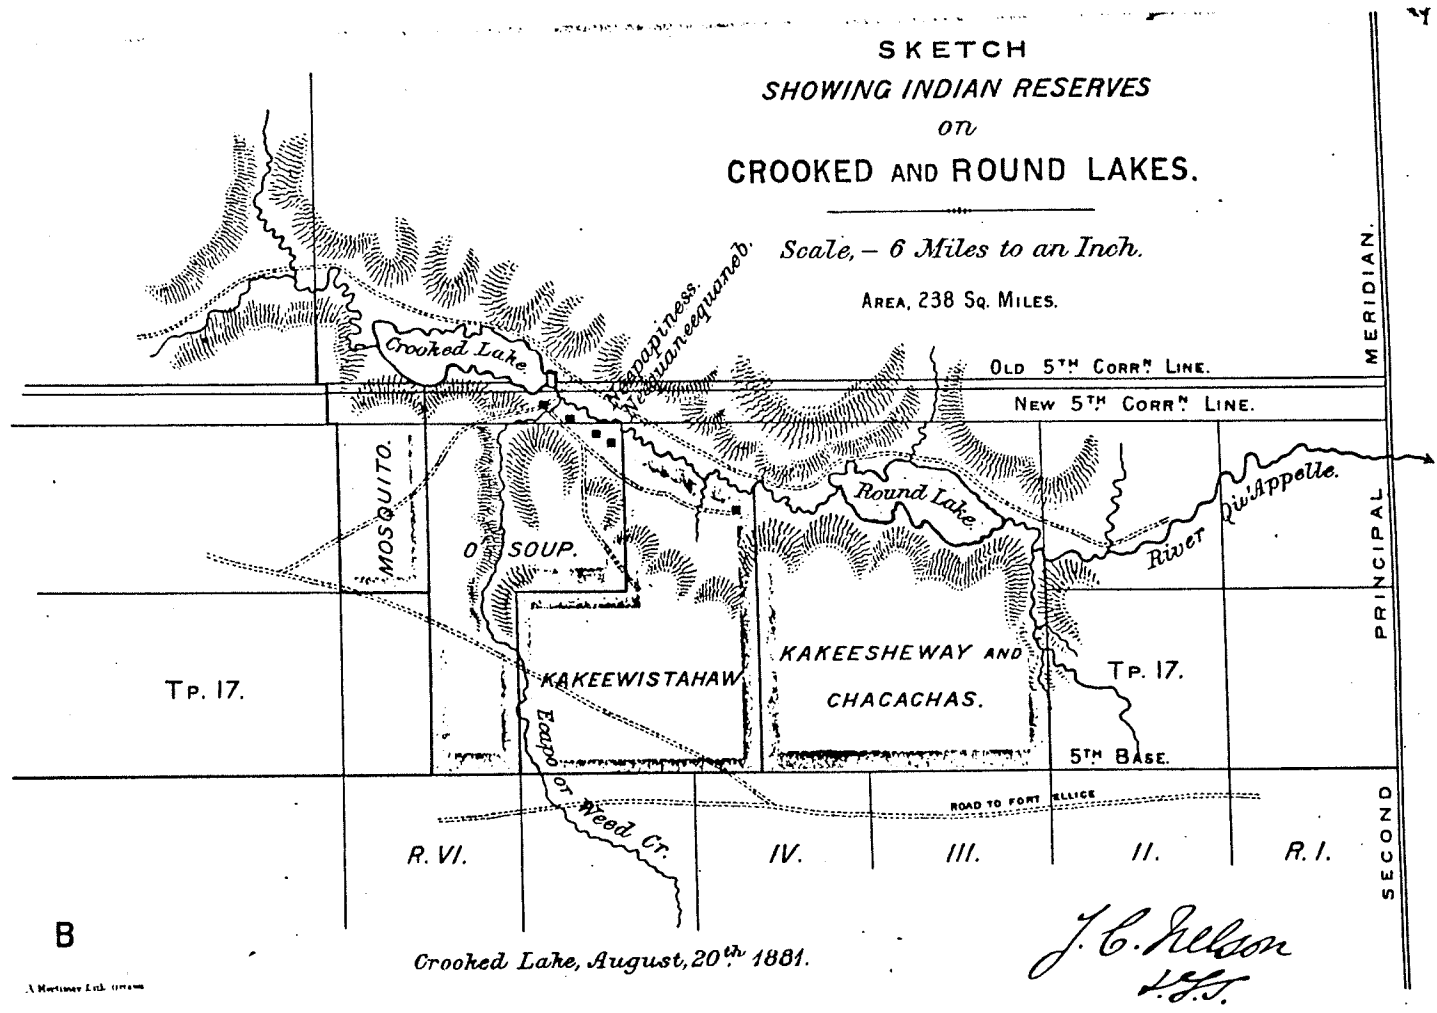 SKETCH
SHOWING INDIAN RESERVES
on
CROOKED AND ROUND LAKES.
Scale,- 6 Miles to an Inch.
AREA, 238 SQ. MILES.
Crooked Lake.
Neapapiness.
Nequaneequaneb.
OLD 5TH CORRN LINE.
NEW 5TH CORRN LINE.
MERIDIAN.
PRINCIPAL
SECOND
MOSQUITO.
O' SOUP.
Round Lake.
River Qu'Appelle.
KAKEEWISTAHAW
KAKEESHEWAY AND
CHACACHAS.
TP. 17.
TP. 17.
5TH BASE.
Ecapo or Weed Cr.
ROAD TO FORT ELLICE
R. VI.
IV.
III.
II.
R. I.
B
Crooked Lake, August, 20th 1881.
J. C. Nelson